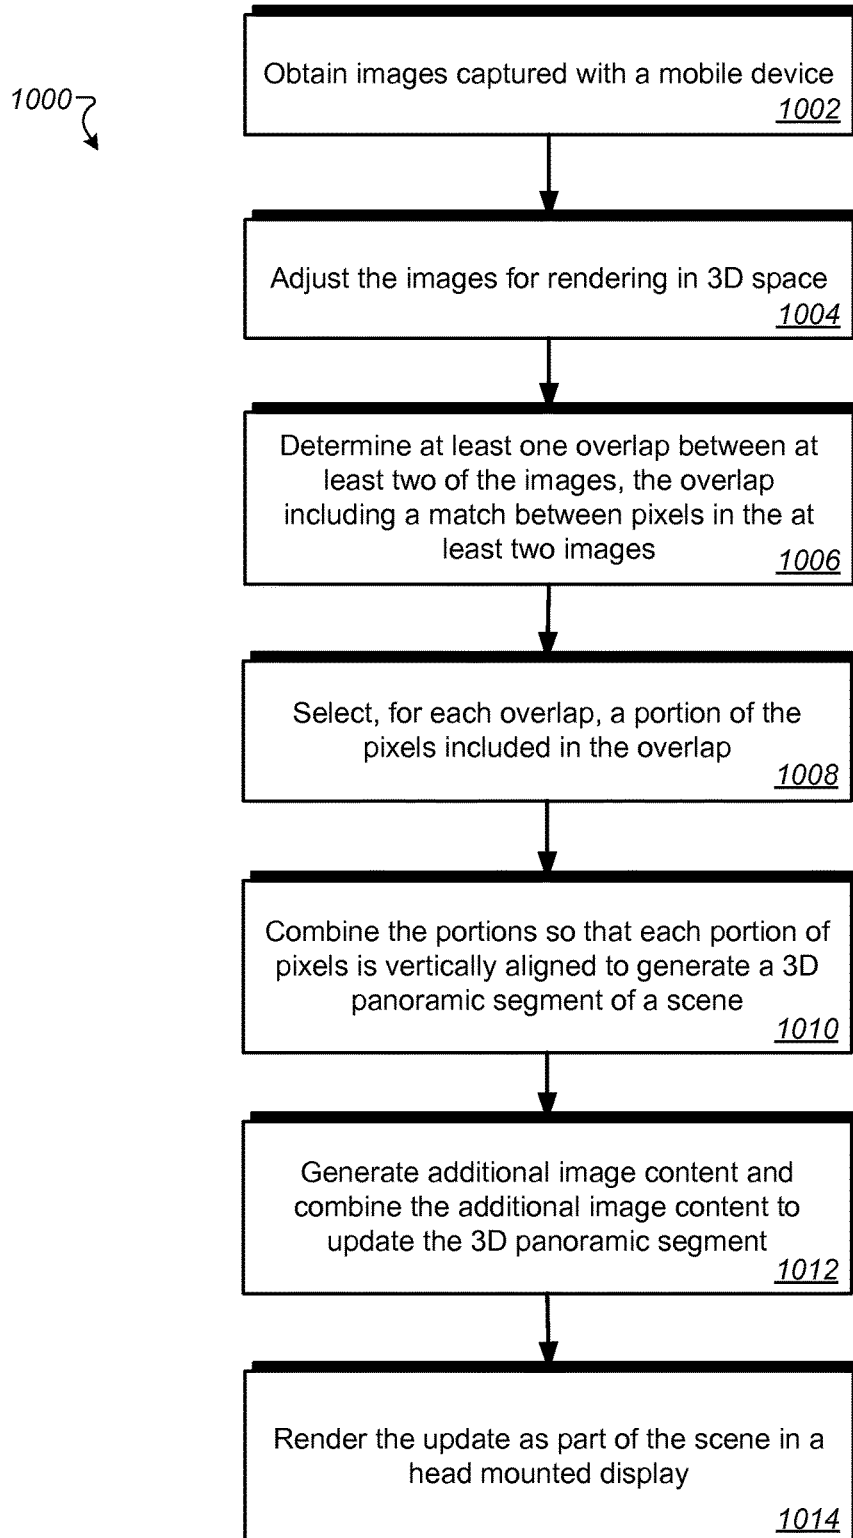 1000
Obtain images captured with a mobile device
1002
Adjust the images for rendering in 3D space
1004
Determine at least one overlap between at
least two of the images, the overlap
including a match between pixels in the at
least two images
1006
Select, for each overlap, a portion of the
pixels included in the overlap
1008
Combine the portions so that each portion of
pixels is vertically aligned to generate a 3D
panoramic segment of a scene
1010
Generate additional image content and
combine the additional image content to
update the 3D panoramic segment
1012
Render the update as part of the scene in a
head mounted display
1014